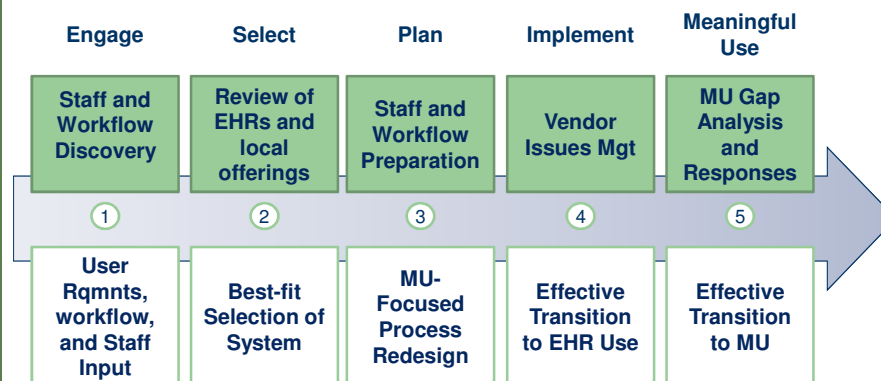 Engage
Select
Plan
Implement
Meaningful
Use
Staff and
Workflow
Discovery
Review of
EHRs and
local
offerings
Staff and
Workflow
Preparation
Vendor
Issues Mgt
MU Gap
Analysis
and
Responses
1
2
3
4
5
User
Rqmnts,
workflow,
and Staff
Input
Best-fit
Selection of
System
MU-
Focused
Process
Redesign
Effective
Transition
to EHR Use
Effective
Transition
to MU